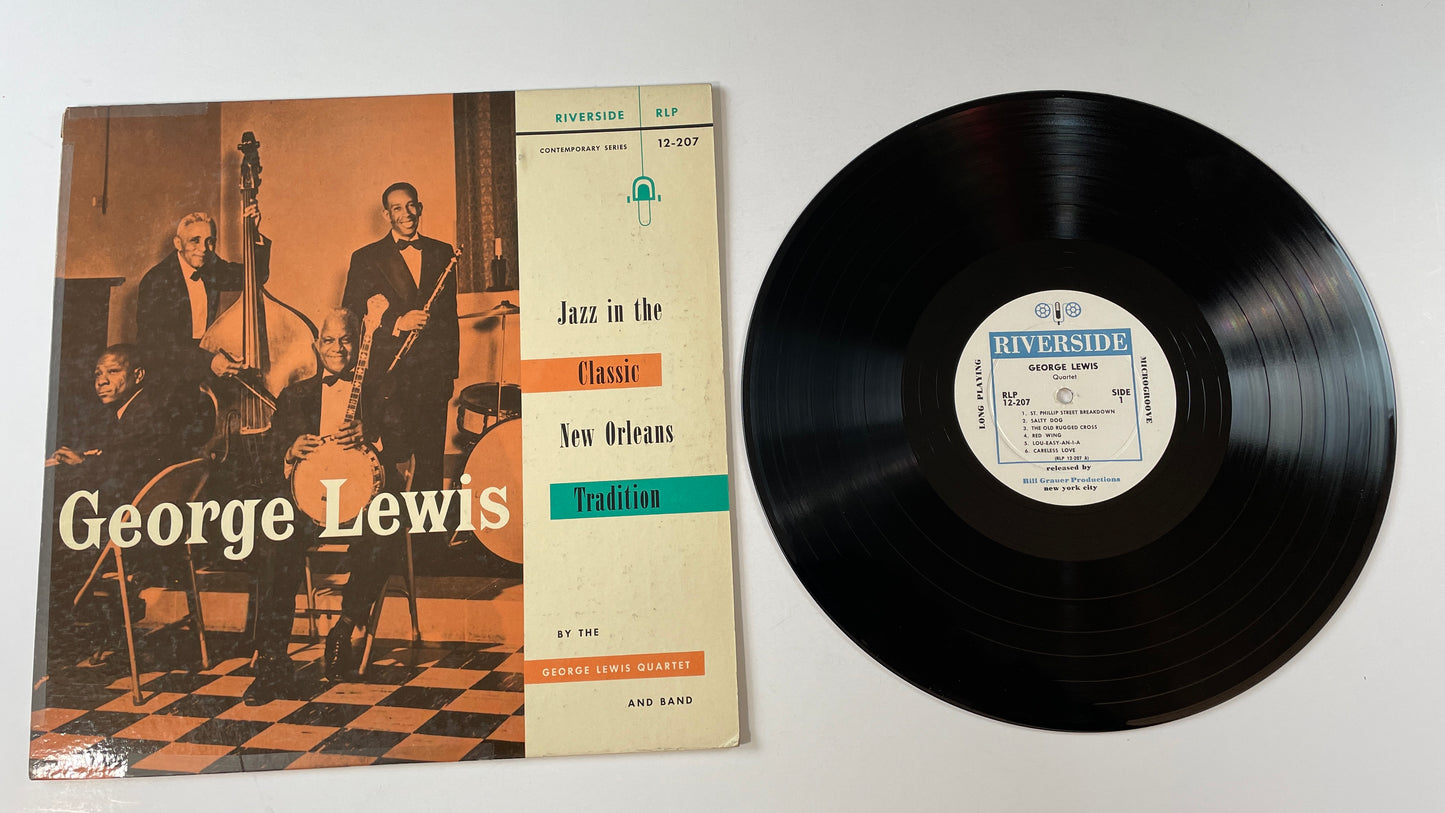 RIVERSIDE RLP
CONTEMPORARY SERIES 12-207
Jazz in the
Classic
New Orleans
Tradition
George Lewis
BY THE
GEORGE LEWIS QUARTET
AND BAND
RIVERSIDE
GEORGE LEWIS
Quartet
RLP
12-207
SIDE
1
LONG PLAYING
MICROGROOVE
1. ST. PHILLIP STREET BREAKDOWN
2. SALTY DOG
3. THE OLD RUGGED CROSS
4. RED WING
5. LOU-EASY-AN-I-A
6. CARELESS LOVE
(RLP 12-207 A)
released by
Bill Grauer Productions
new york city